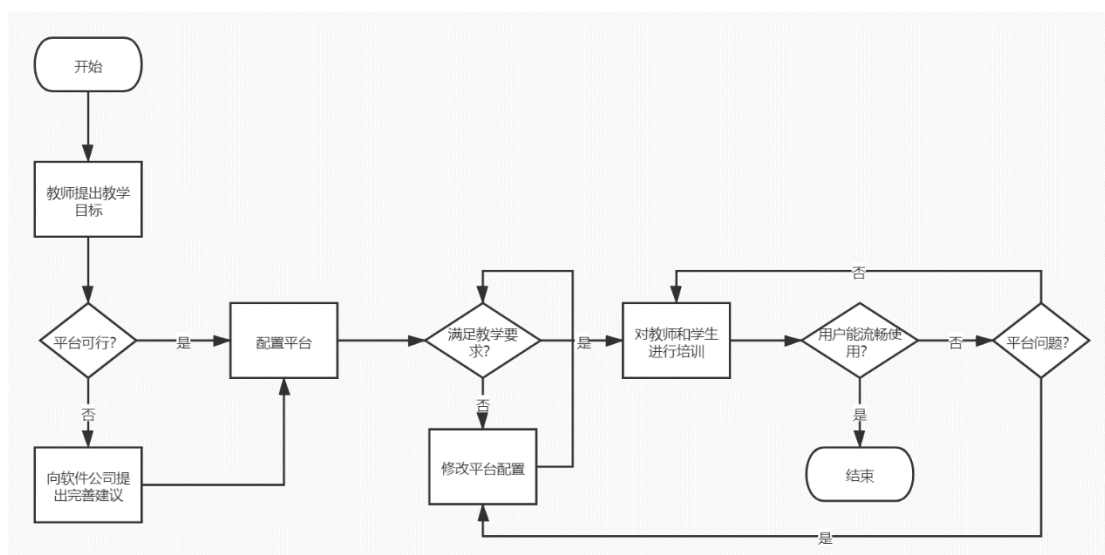 开始
教师提出教学
目标
平台可行?
是
否
向软件公司提
出完善建议
配置平台
满足教学要
求?
是
否
修改平台配置
对教师和学生
进行培训
用户能流畅使
用?
否
是
结束
平台问题?
否
是